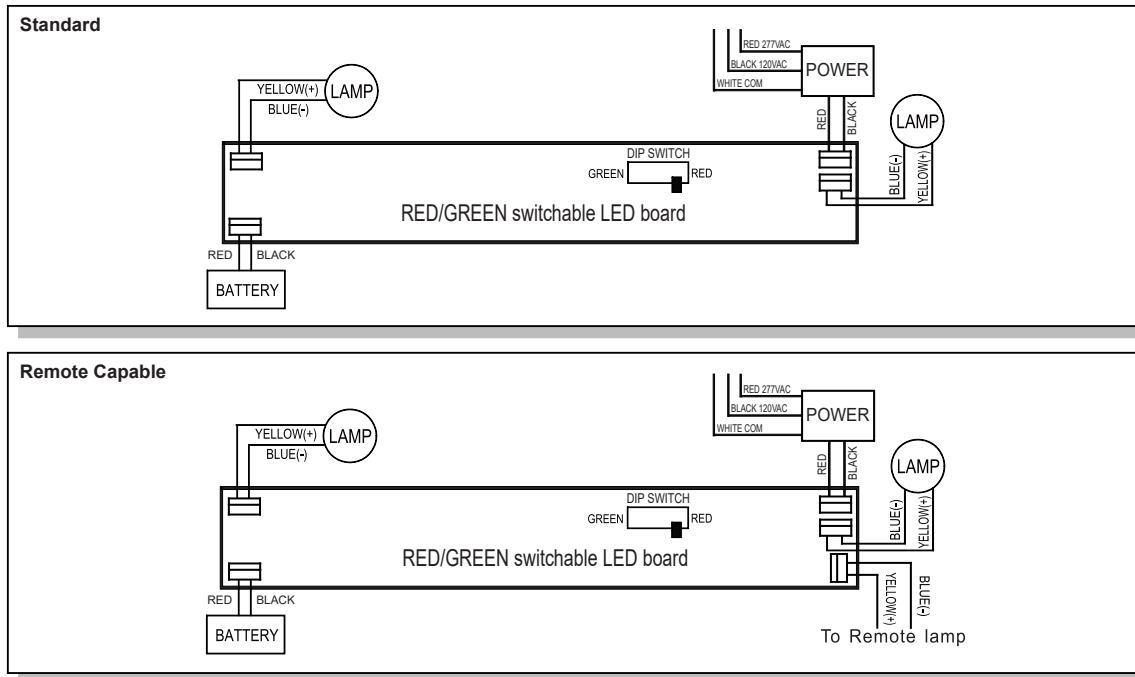 Standard
RED 277VAC
BLACK 120VAC
WHITE COM
POWER
YELLOW(+)
BLUE(-)
LAMP
RED
BLACK
LAMP
BLUE(-)
YELLOW(+)
DIP SWITCH
GREEN
RED
RED/GREEN switchable LED board
RED
BLACK
BATTERY
Remote Capable
RED 277VAC
BLACK 120VAC
WHITE COM
POWER
YELLOW(+)
BLUE(-)
LAMP
RED
BLACK
LAMP
BLUE(-)
YELLOW(+)
DIP SWITCH
GREEN
RED
RED/GREEN switchable LED board
RED
BLACK
BATTERY
YELLOW(+)
BLUE(-)
To Remote lamp